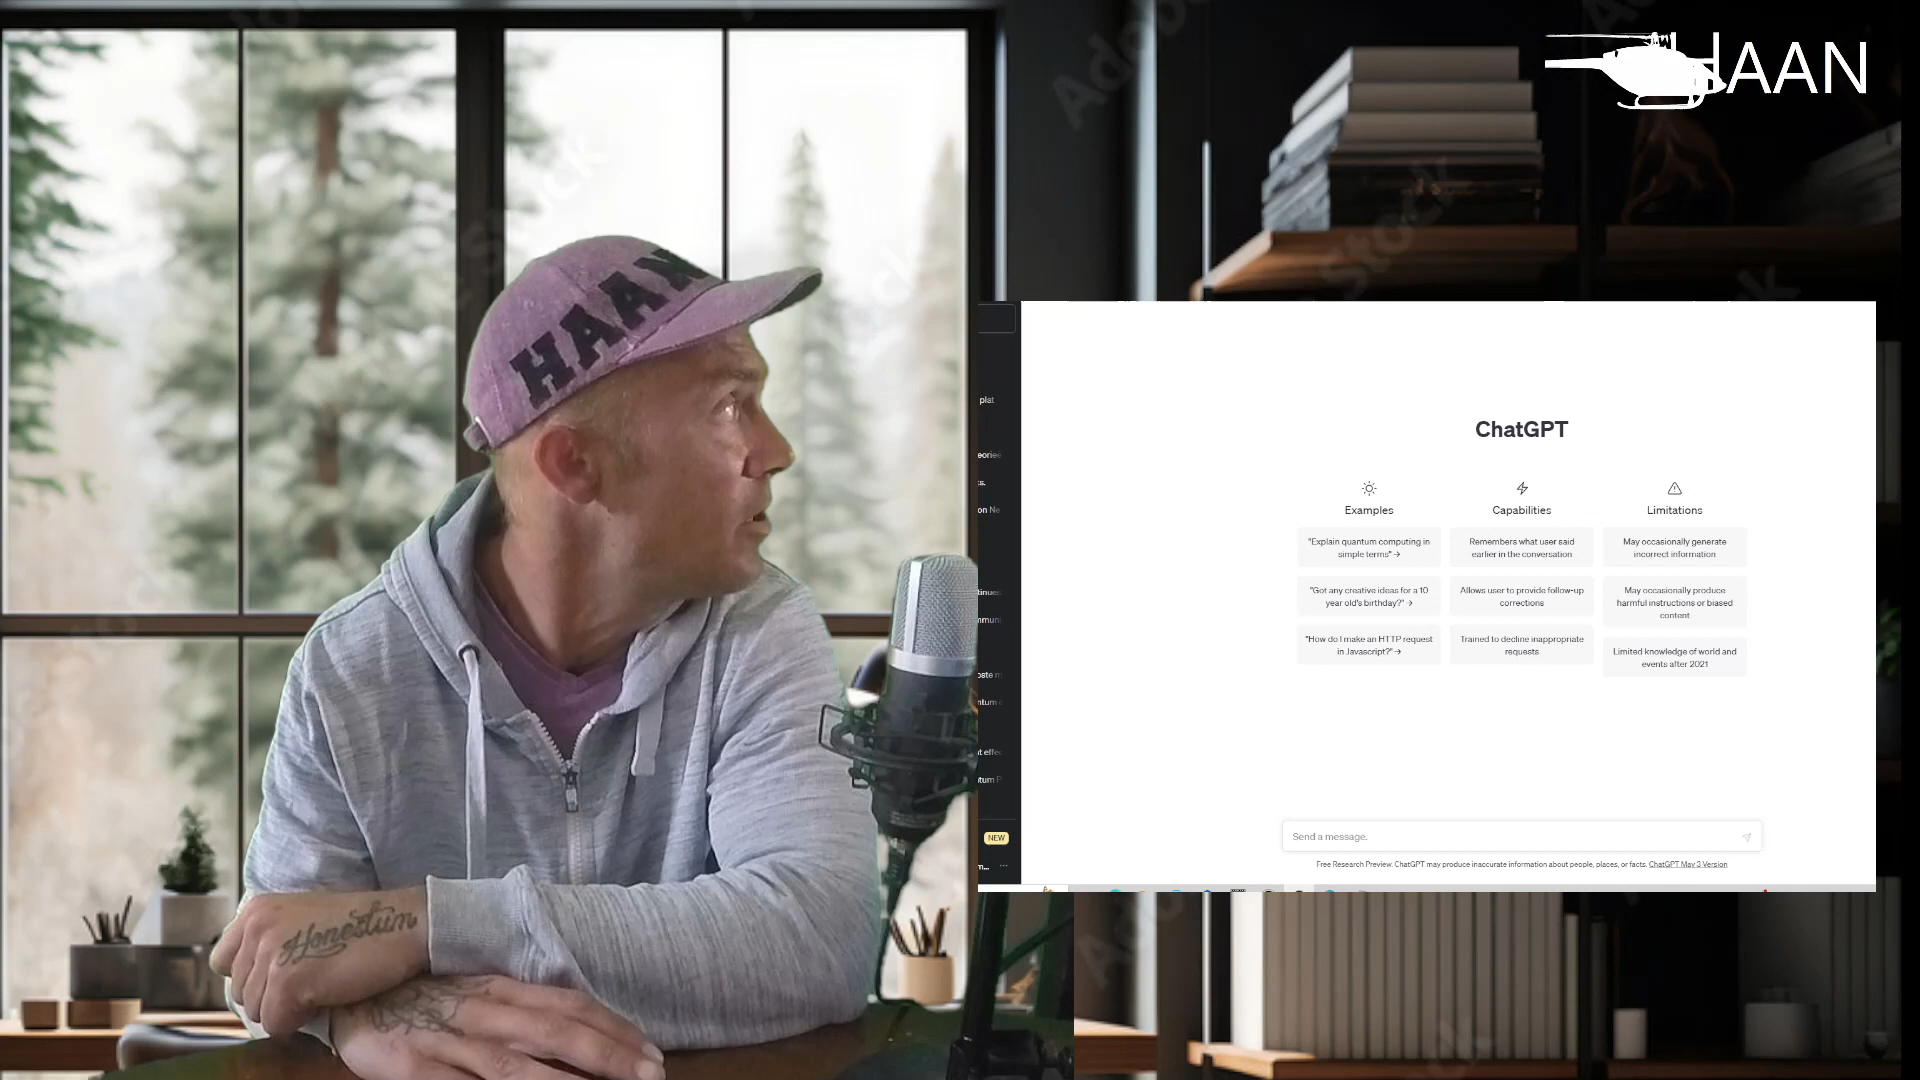 HAAN
HAAN
Adobe Stock
ChatGPT
Examples
Capabilities
Limitations
"Explain quantum computing in
simple terms" →
Remembers what user said
earlier in the conversation
May occasionally generate
incorrect information
"Got any creative ideas for a 10
year old's birthday?" →
Allows user to provide follow-up
corrections
May occasionally produce
harmful instructions or biased
content
"How do I make an HTTP request
in Javascript?" →
Trained to decline inappropriate
requests
Limited knowledge of world and
events after 2021
NEW
Send a message.
Free Research Preview. ChatGPT may produce inaccurate information about people, places, or facts. ChatGPT May 3 Version
Honestum